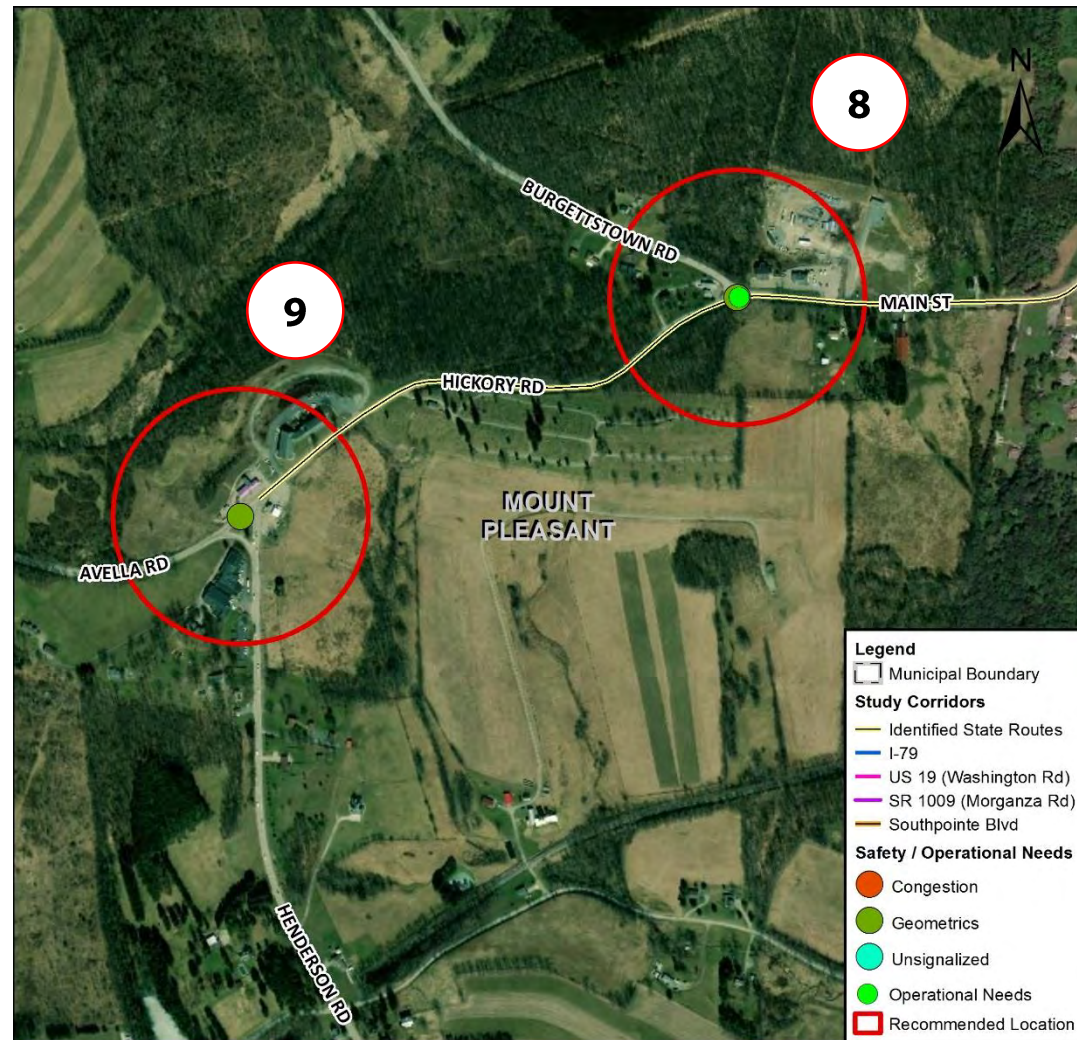 N
8
BURGETTSTOWN RD
MAIN ST
9
HICKORY RD
MOUNT
PLEASANT
AVELLA RD
HENDERSON RD
Legend
Municipal Boundary
Study Corridors
Identified State Routes
I-79
US 19 (Washington Rd)
SR 1009 (Morganza Rd)
Southpointe Blvd
Safety / Operational Needs
Congestion
Geometrics
Unsignalized
Operational Needs
Recommended Location